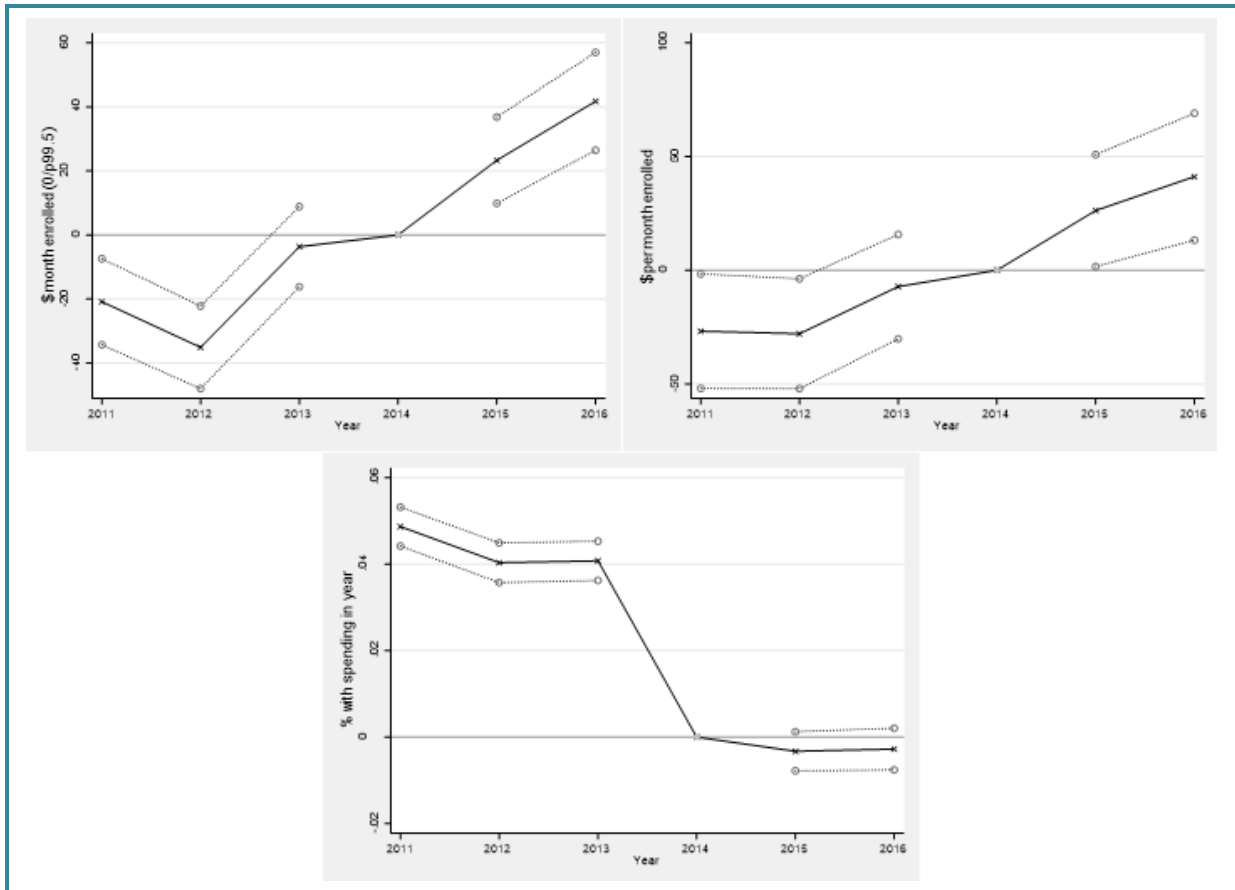 60
40
20
0
-20
-40
$month enrolled (0/p99.5)
2011 2012 2013 2014 2015 2016
Year
100
50
0
-50
$permonth enrolled
2011 2012 2013 2014 2015 2016
Year
.06
.04
.02
0
-.02
% with spending in year
2011 2012 2013 2014 2015 2016
Year